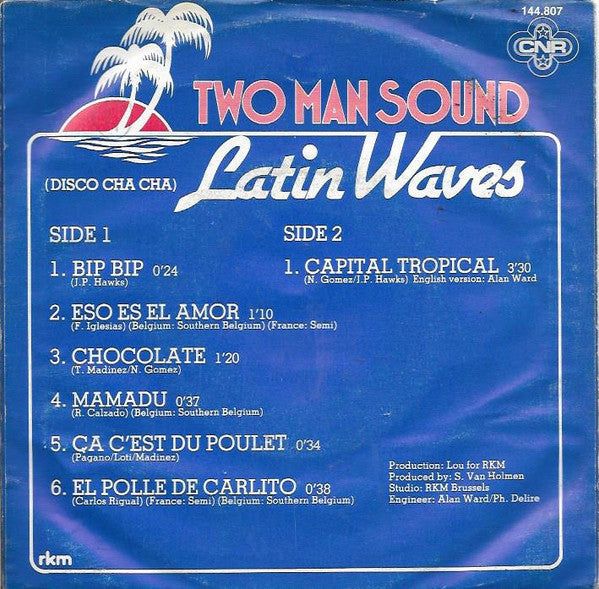 144.807
CNR
TWO MAN SOUND
(DISCO CHA CHA) Latin Waves
SIDE 1
1. BIP BIP 0'24
(J.P. Hawks)
2. ESO ES EL AMOR 1'10
(F. Iglesias) (Belgium: Southern Belgium) (France: Semi)
3. CHOCOLATE 1'20
(T. Madinez/N. Gomez)
4. MAMADU 0'37
(R. Calzado) (Belgium: Southern Belgium)
5. ÇA C'EST DU POULET 0'34
(Pagano/Loti/Madinez)
6. EL POLLE DE CARLITO 0'38
(Carlos Rigual) (France: Semi) (Belgium: Southern Belgium)
SIDE 2
1. CAPITAL TROPICAL 3'30
(N. Gomez/J.P. Hawks) English version: Alan Ward
Production: Lou for RKM
Produced by: S. Van Holmen
Studio: RKM Brussels
Engineer: Alan Ward/Ph. Delire
rkm